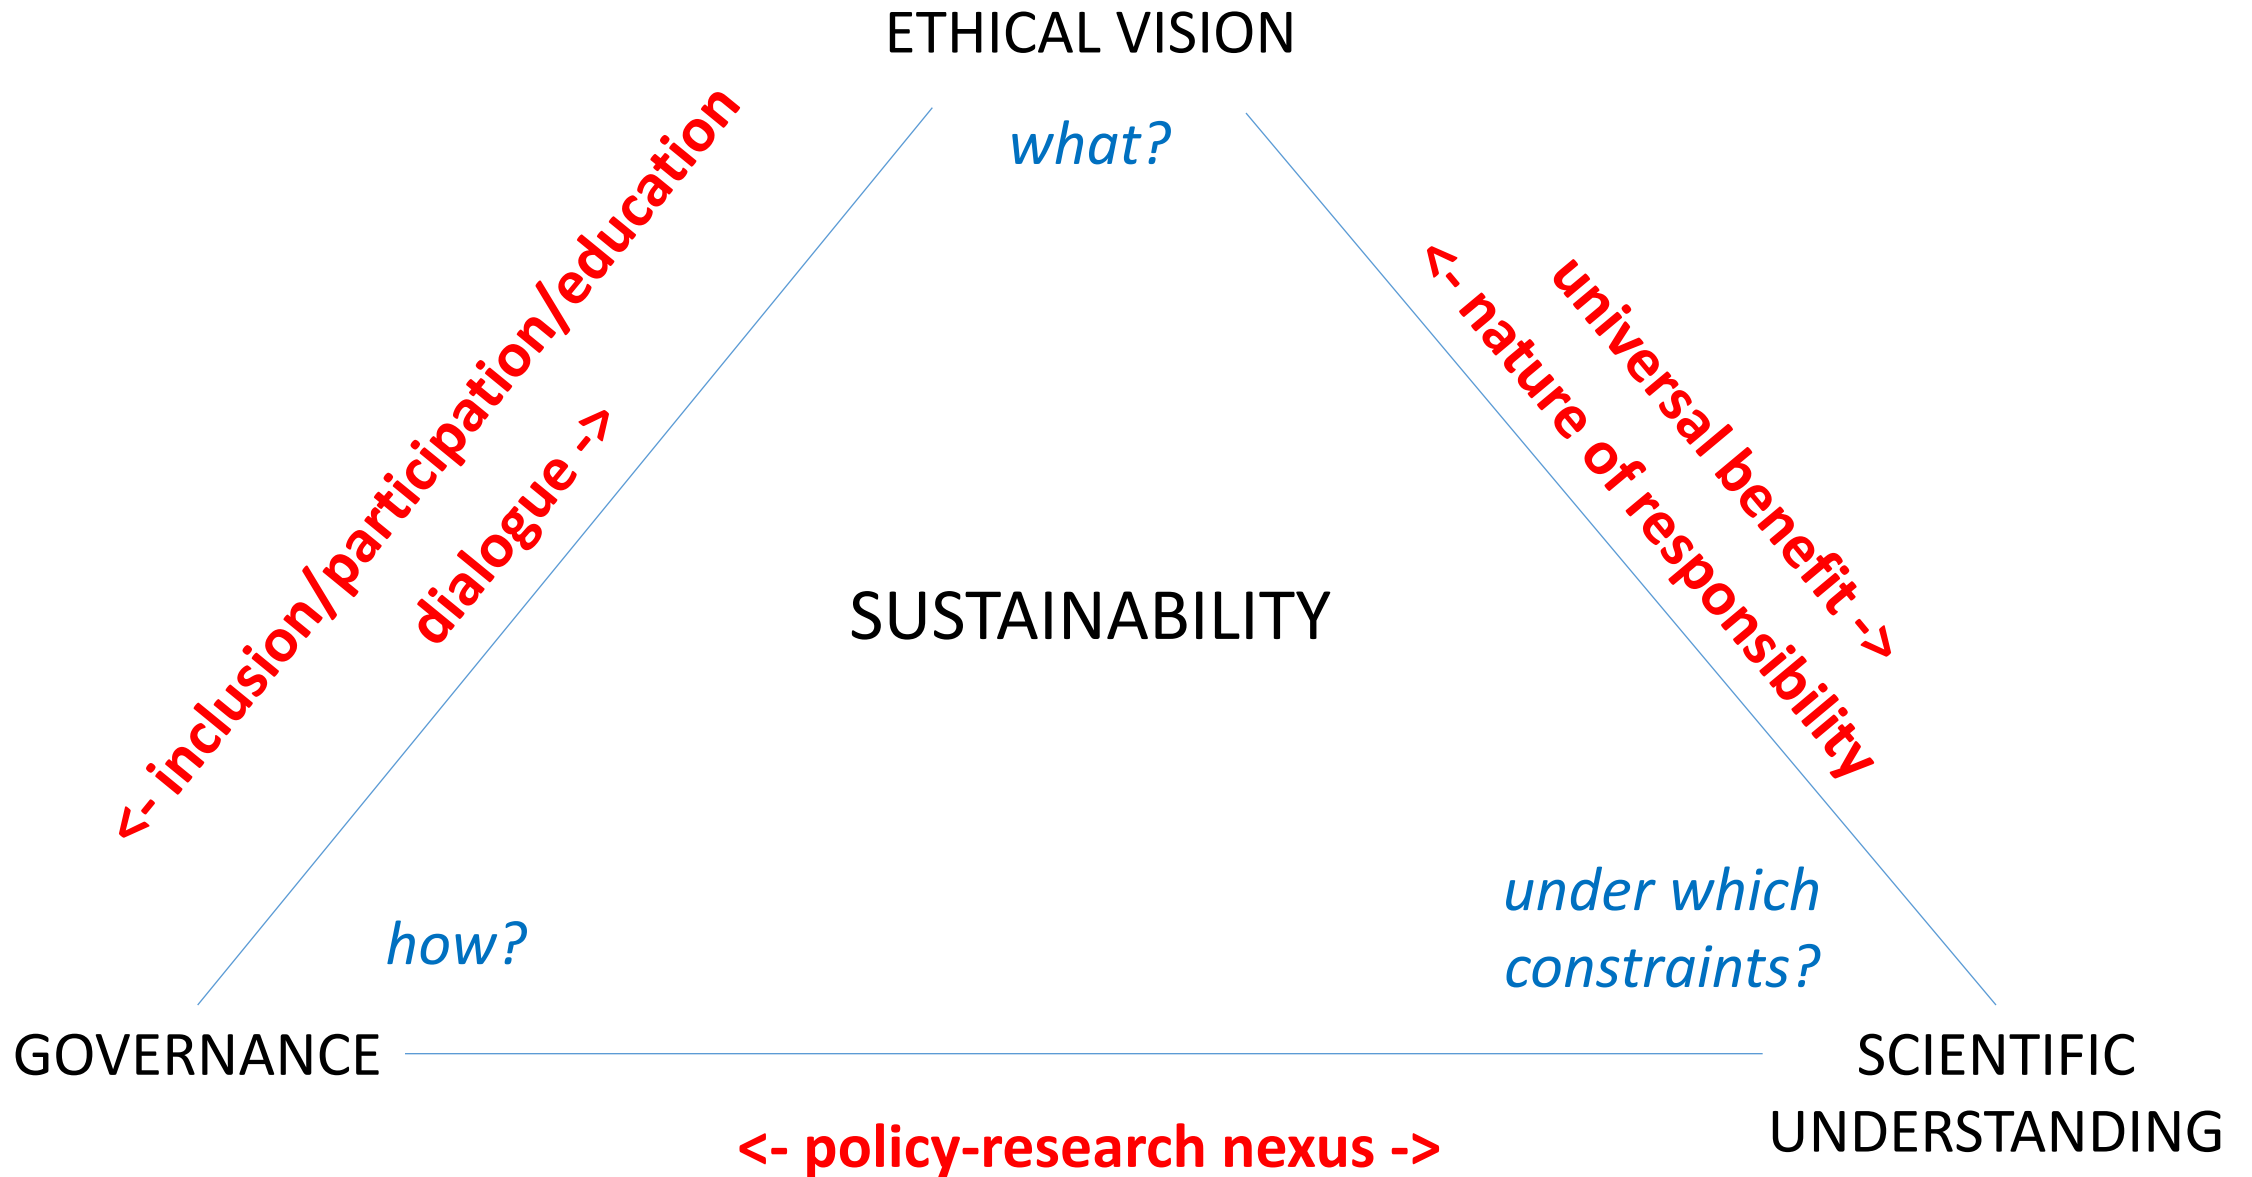 ETHICAL VISION
what?
<- inclusion/participation/education
dialogue ->
universal benefit ->
<- nature of responsibility
SUSTAINABILITY
how?
under which
constraints?
GOVERNANCE
SCIENTIFIC
UNDERSTANDING
<- policy-research nexus ->